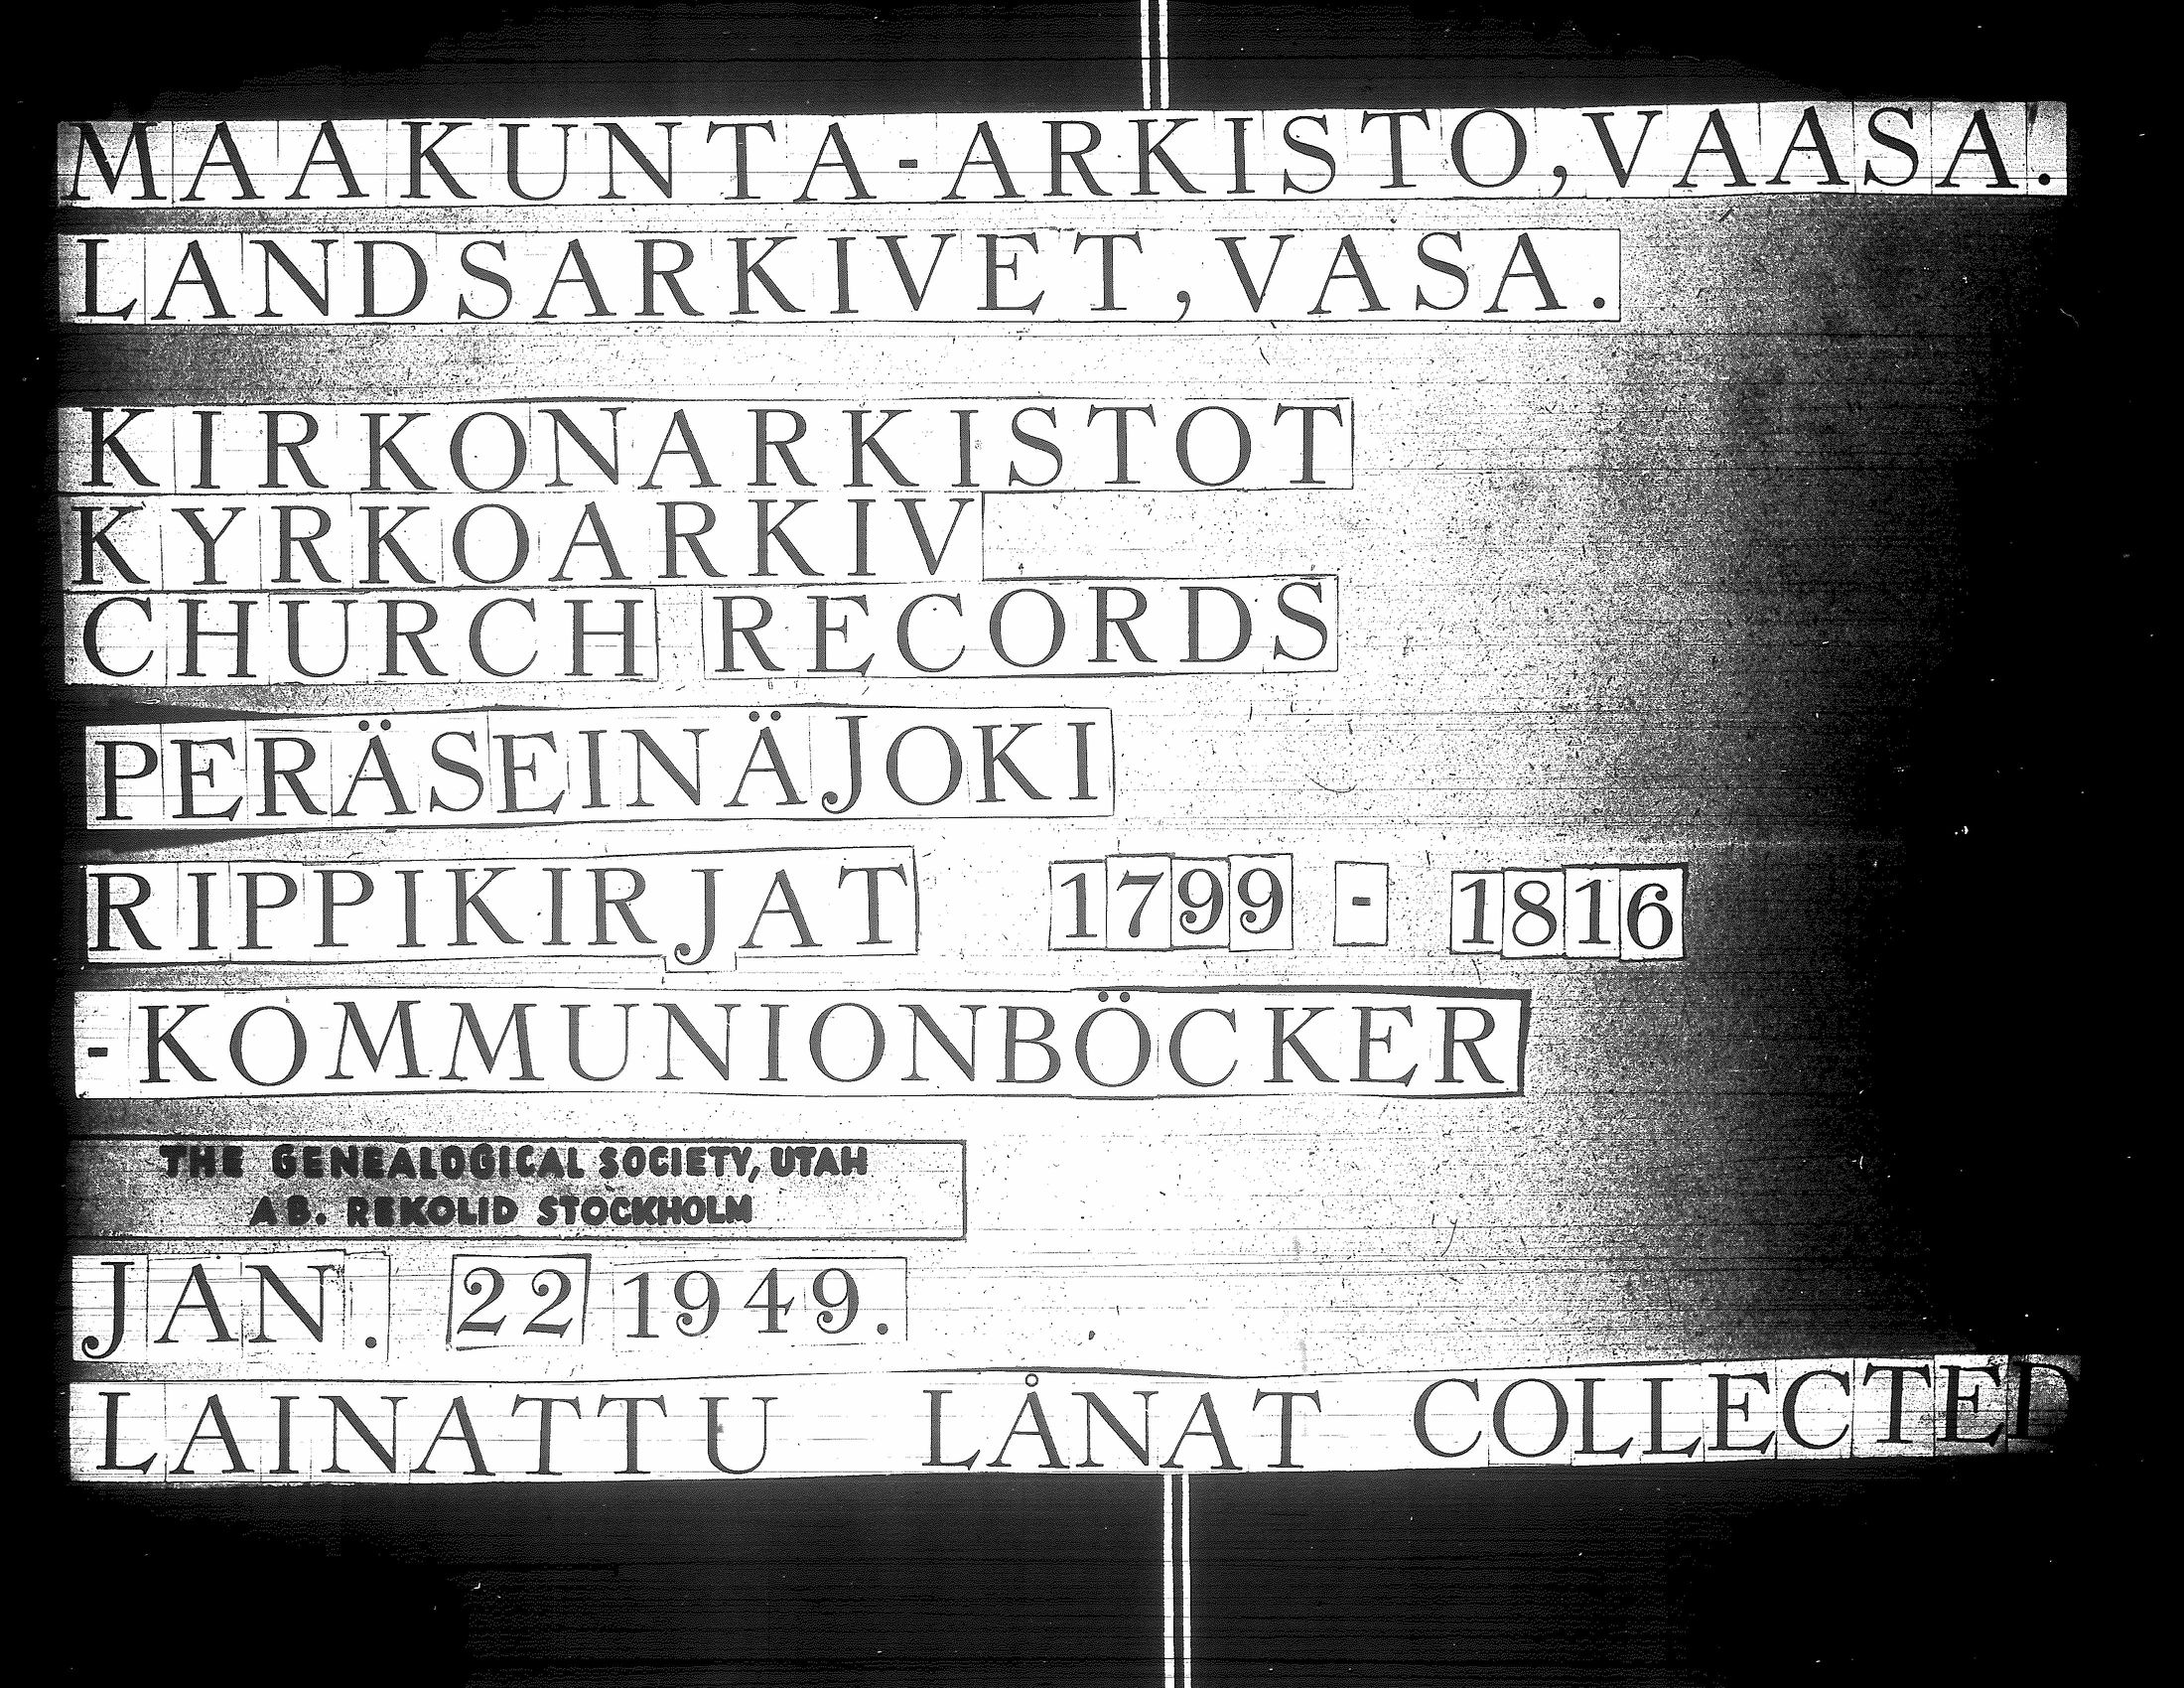 MAAKUNTA-ARKISTO,VAASA.
LANDSARKIVET,VASA.
KIRKONARKISTOT
KYRKOARKIV
CHURCH RECORDS
PERÄSEINÄJOKI
RIPPIKIRJAT 1799 - 1816
-KOMMUNIONBÖCKER
THE GENEALOGICAL SOCIETY, UTAH
AB. REKOLID STOCKHOLM
JAN. 22 1949.
LAINATTU LÅNAT COLLECTED